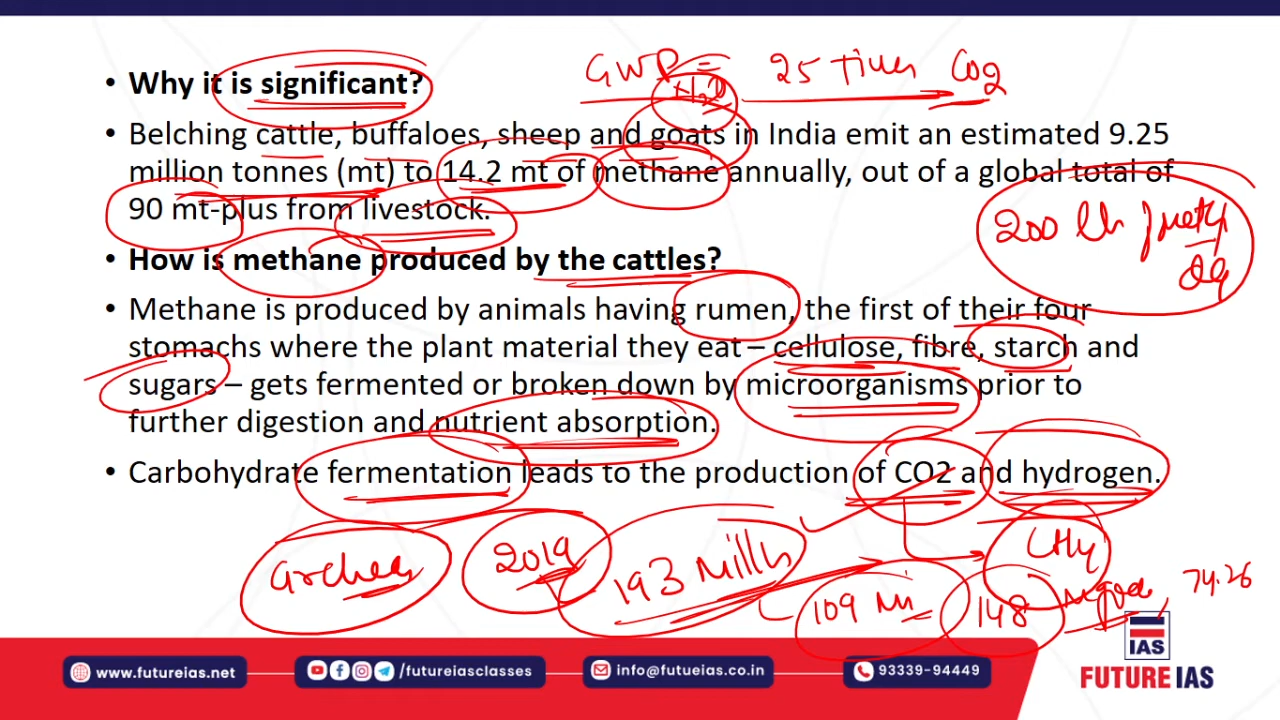 • Why it is significant?
GWP = 25 times CO2
• Belching cattle, buffaloes, sheep and goats in India emit an estimated 9.25
million tonnes (mt) to 14.2 mt of methane annually, out of a global total of
90 mt-plus from livestock.
200
• How is methane produced by the cattles?
• Methane is produced by animals having rumen, the first of their four
stomachs where the plant material they eat – cellulose, fibre, starch and
sugars – gets fermented or broken down by microorganisms prior to
further digestion and nutrient absorption.
• Carbohydrate fermentation leads to the production of CO2 and hydrogen.
CH4
2019 193
109 148 74.26
IAS
FUTURE IAS
www.futureias.net
/futureiasclasses
info@futueias.co.in
93339-94449